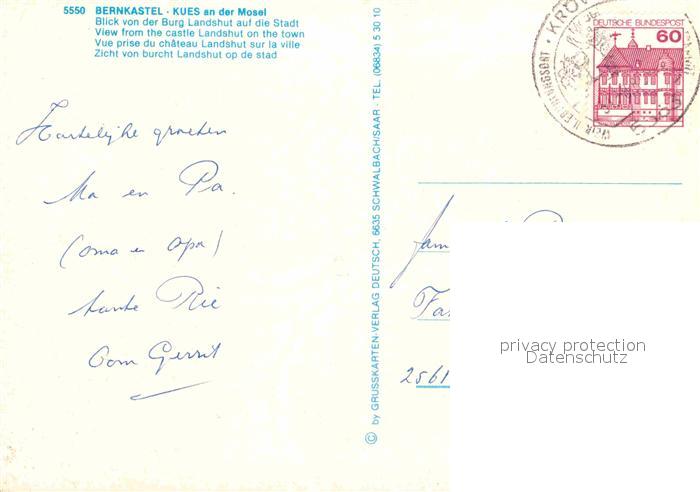 5550 BERNKASTEL - KUES an der Mosel
Blick von der Burg Landshut auf die Stadt
View from the castle Landshut on the town
Vue prise du château Landshut sur la ville
Zicht von burcht Landshut op de stad
Hartelijke groeten
Ma en Pa.
(oma en opa)
tante Rie
Oom Gerrit
© by GRUSSKARTEN-VERLAG DEUTSCH, 6635 SCHWALBACH/SAAR · TEL. (06834) 5 30 10
DEUTSCHE BUNDESPOST
60
KRÖV
Fam
2561
privacy protection
Datenschutz